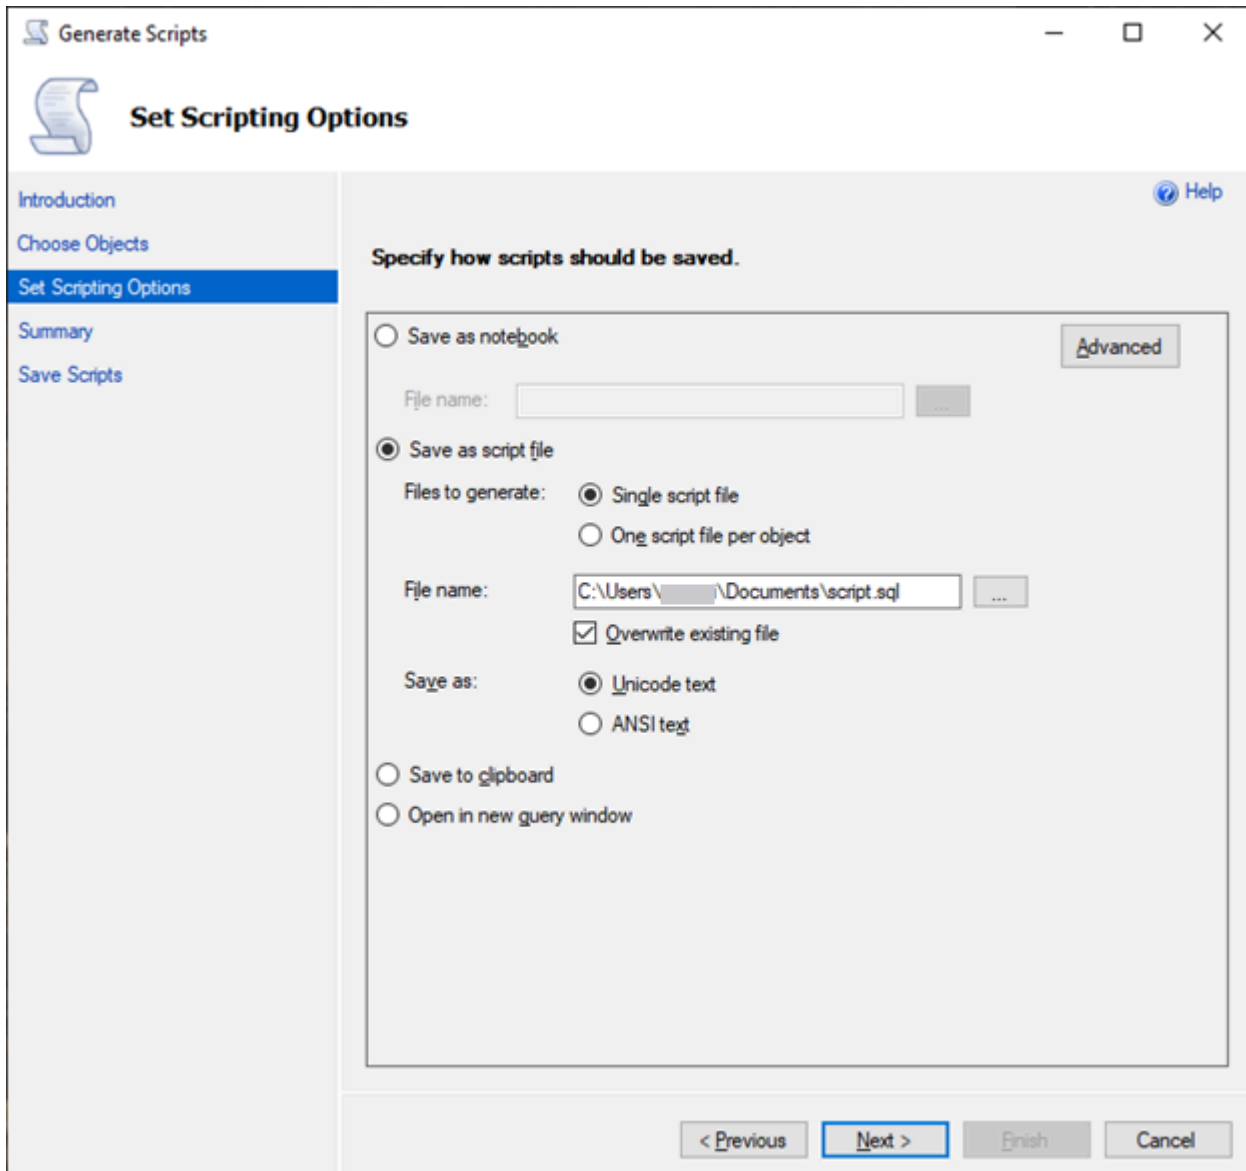 Generate Scripts
Set Scripting Options
Introduction
Choose Objects
Set Scripting Options
Summary
Save Scripts
Help
Specify how scripts should be saved.
Save as notebook
Advanced
File name:
...
Save as script file
Files to generate:
Single script file
One script file per object
File name:
C:\Users\ \Documents\script.sql
...
Overwrite existing file
Save as:
Unicode text
ANSI text
Save to clipboard
Open in new query window
< Previous
Next >
Finish
Cancel